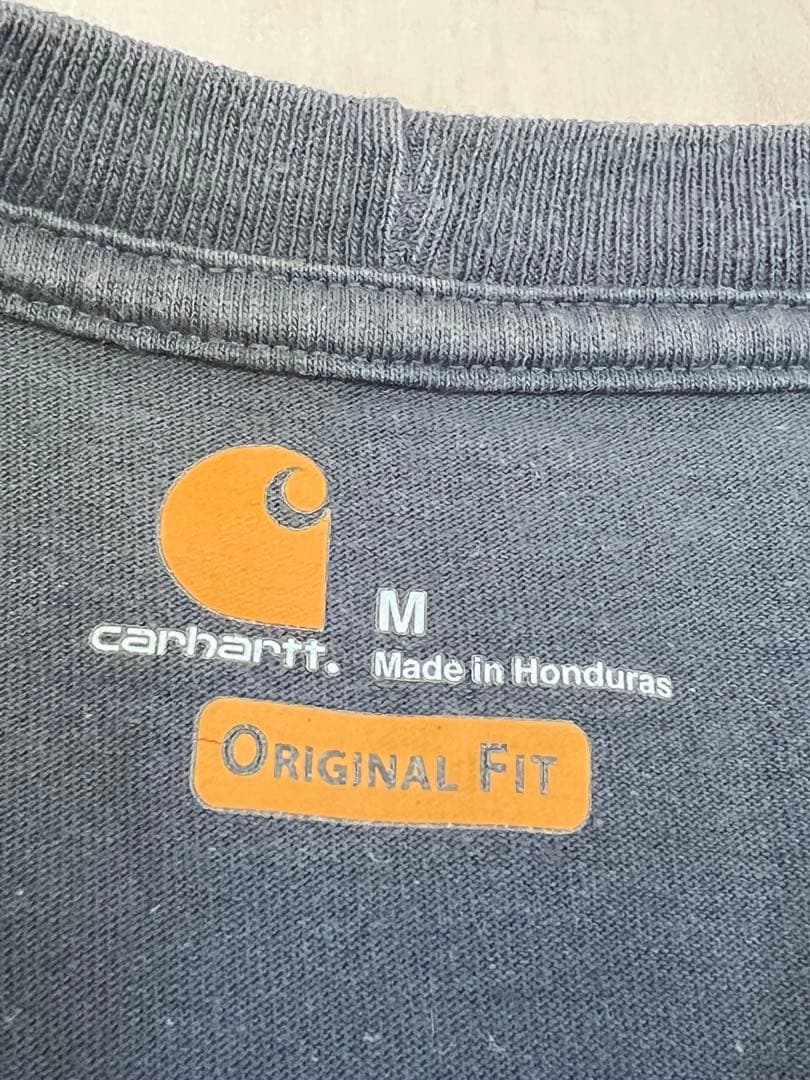 M
carhartt.
Made in Honduras
ORIGINAL FIT